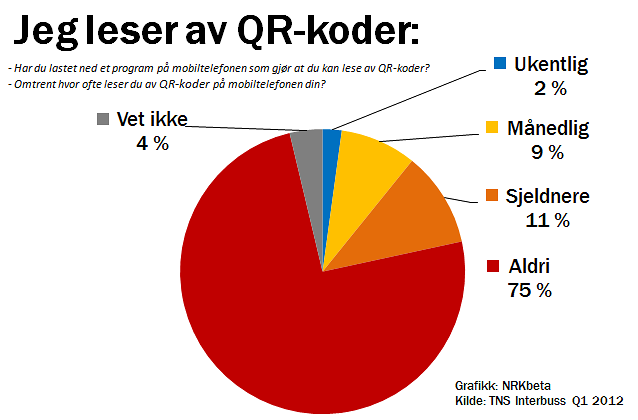 Jeg leser av QR-koder:
- Har du lastet ned et program på mobiltelefonen som gjør at du kan lese av QR-koder?
- Omtrent hvor ofte leser du av QR-koder på mobiltelefonen din?
Ukentlig
2 %
Vet ikke
4 %
Månedlig
9 %
Sjeldnere
11 %
Aldri
75 %
Grafikk: NRKbeta
Kilde: TNS Interbuss Q1 2012